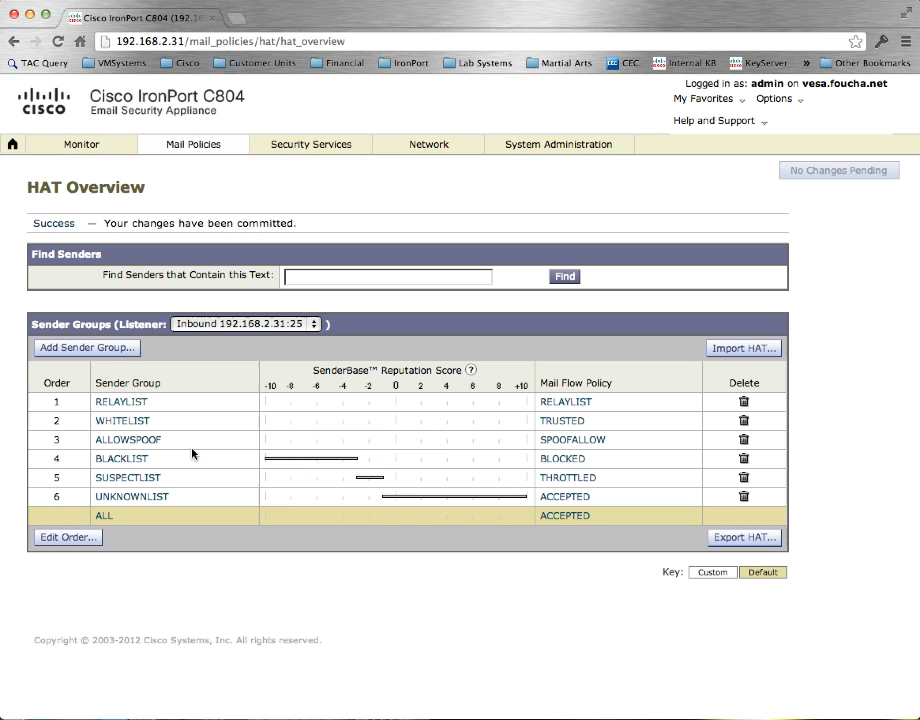 Cisco IronPort C804 (192.16
192.168.2.31/mail_policies/hat/hat_overview
TAC Query VMSystems Cisco Customer Units Financial IronPort Lab Systems Martial Arts CEC Internal KB KeyServer » Other Bookmarks
Logged in as: admin on vesa.foucha.net
My Favorites Options
Help and Support
CISCO
Cisco IronPort C804
Email Security Appliance
Monitor Mail Policies Security Services Network System Administration
No Changes Pending
HAT Overview
Success — Your changes have been committed.
Find Senders
Find Senders that Contain this Text: Find
Sender Groups (Listener: Inbound 192.168.2.31:25 )
Add Sender Group... Import HAT...
SenderBase™ Reputation Score ?
Order Sender Group -10 -8 -6 -4 -2 0 2 4 6 8 +10 Mail Flow Policy Delete
1 RELAYLIST RELAYLIST
2 WHITELIST TRUSTED
3 ALLOWSPOOF SPOOFALLOW
4 BLACKLIST BLOCKED
5 SUSPECTLIST THROTTLED
6 UNKNOWNLIST ACCEPTED
ALL ACCEPTED
Edit Order... Export HAT...
Key: Custom Default
Copyright © 2003-2012 Cisco Systems, Inc. All rights reserved.